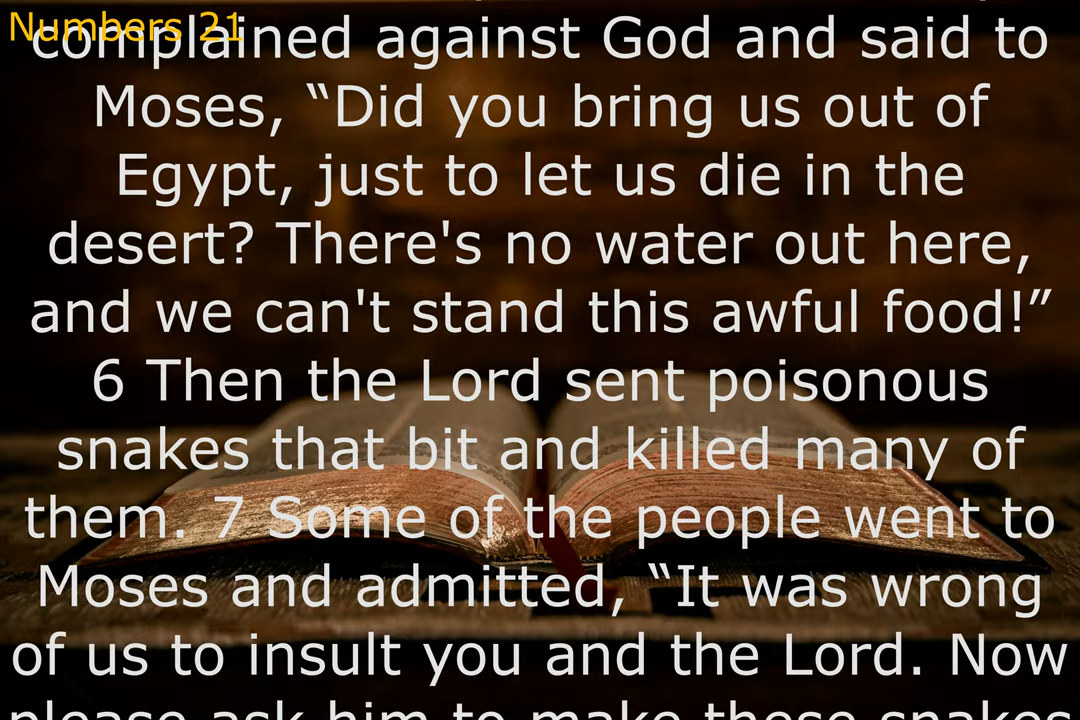 Numbers 21
complained against God and said to
Moses, “Did you bring us out of
Egypt, just to let us die in the
desert? There's no water out here,
and we can't stand this awful food!”
6 Then the Lord sent poisonous
snakes that bit and killed many of
them. 7 Some of the people went to
Moses and admitted, “It was wrong
of us to insult you and the Lord. Now
please ask him to make these snakes